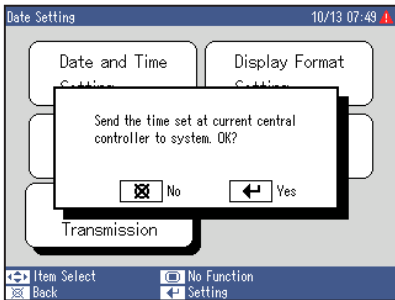 Date Setting 10/13 07:49
Date and Time Display Format
Send the time set at current central
controller to system. OK?
No Yes
Transmission
Item Select No Function
Back Setting